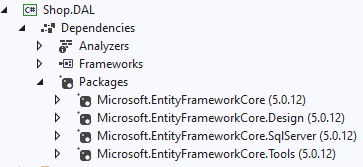 C# Shop.DAL
Dependencies
Analyzers
Frameworks
Packages
Microsoft.EntityFrameworkCore (5.0.12)
Microsoft.EntityFrameworkCore.Design (5.0.12)
Microsoft.EntityFrameworkCore.SqlServer (5.0.12)
Microsoft.EntityFrameworkCore.Tools (5.0.12)